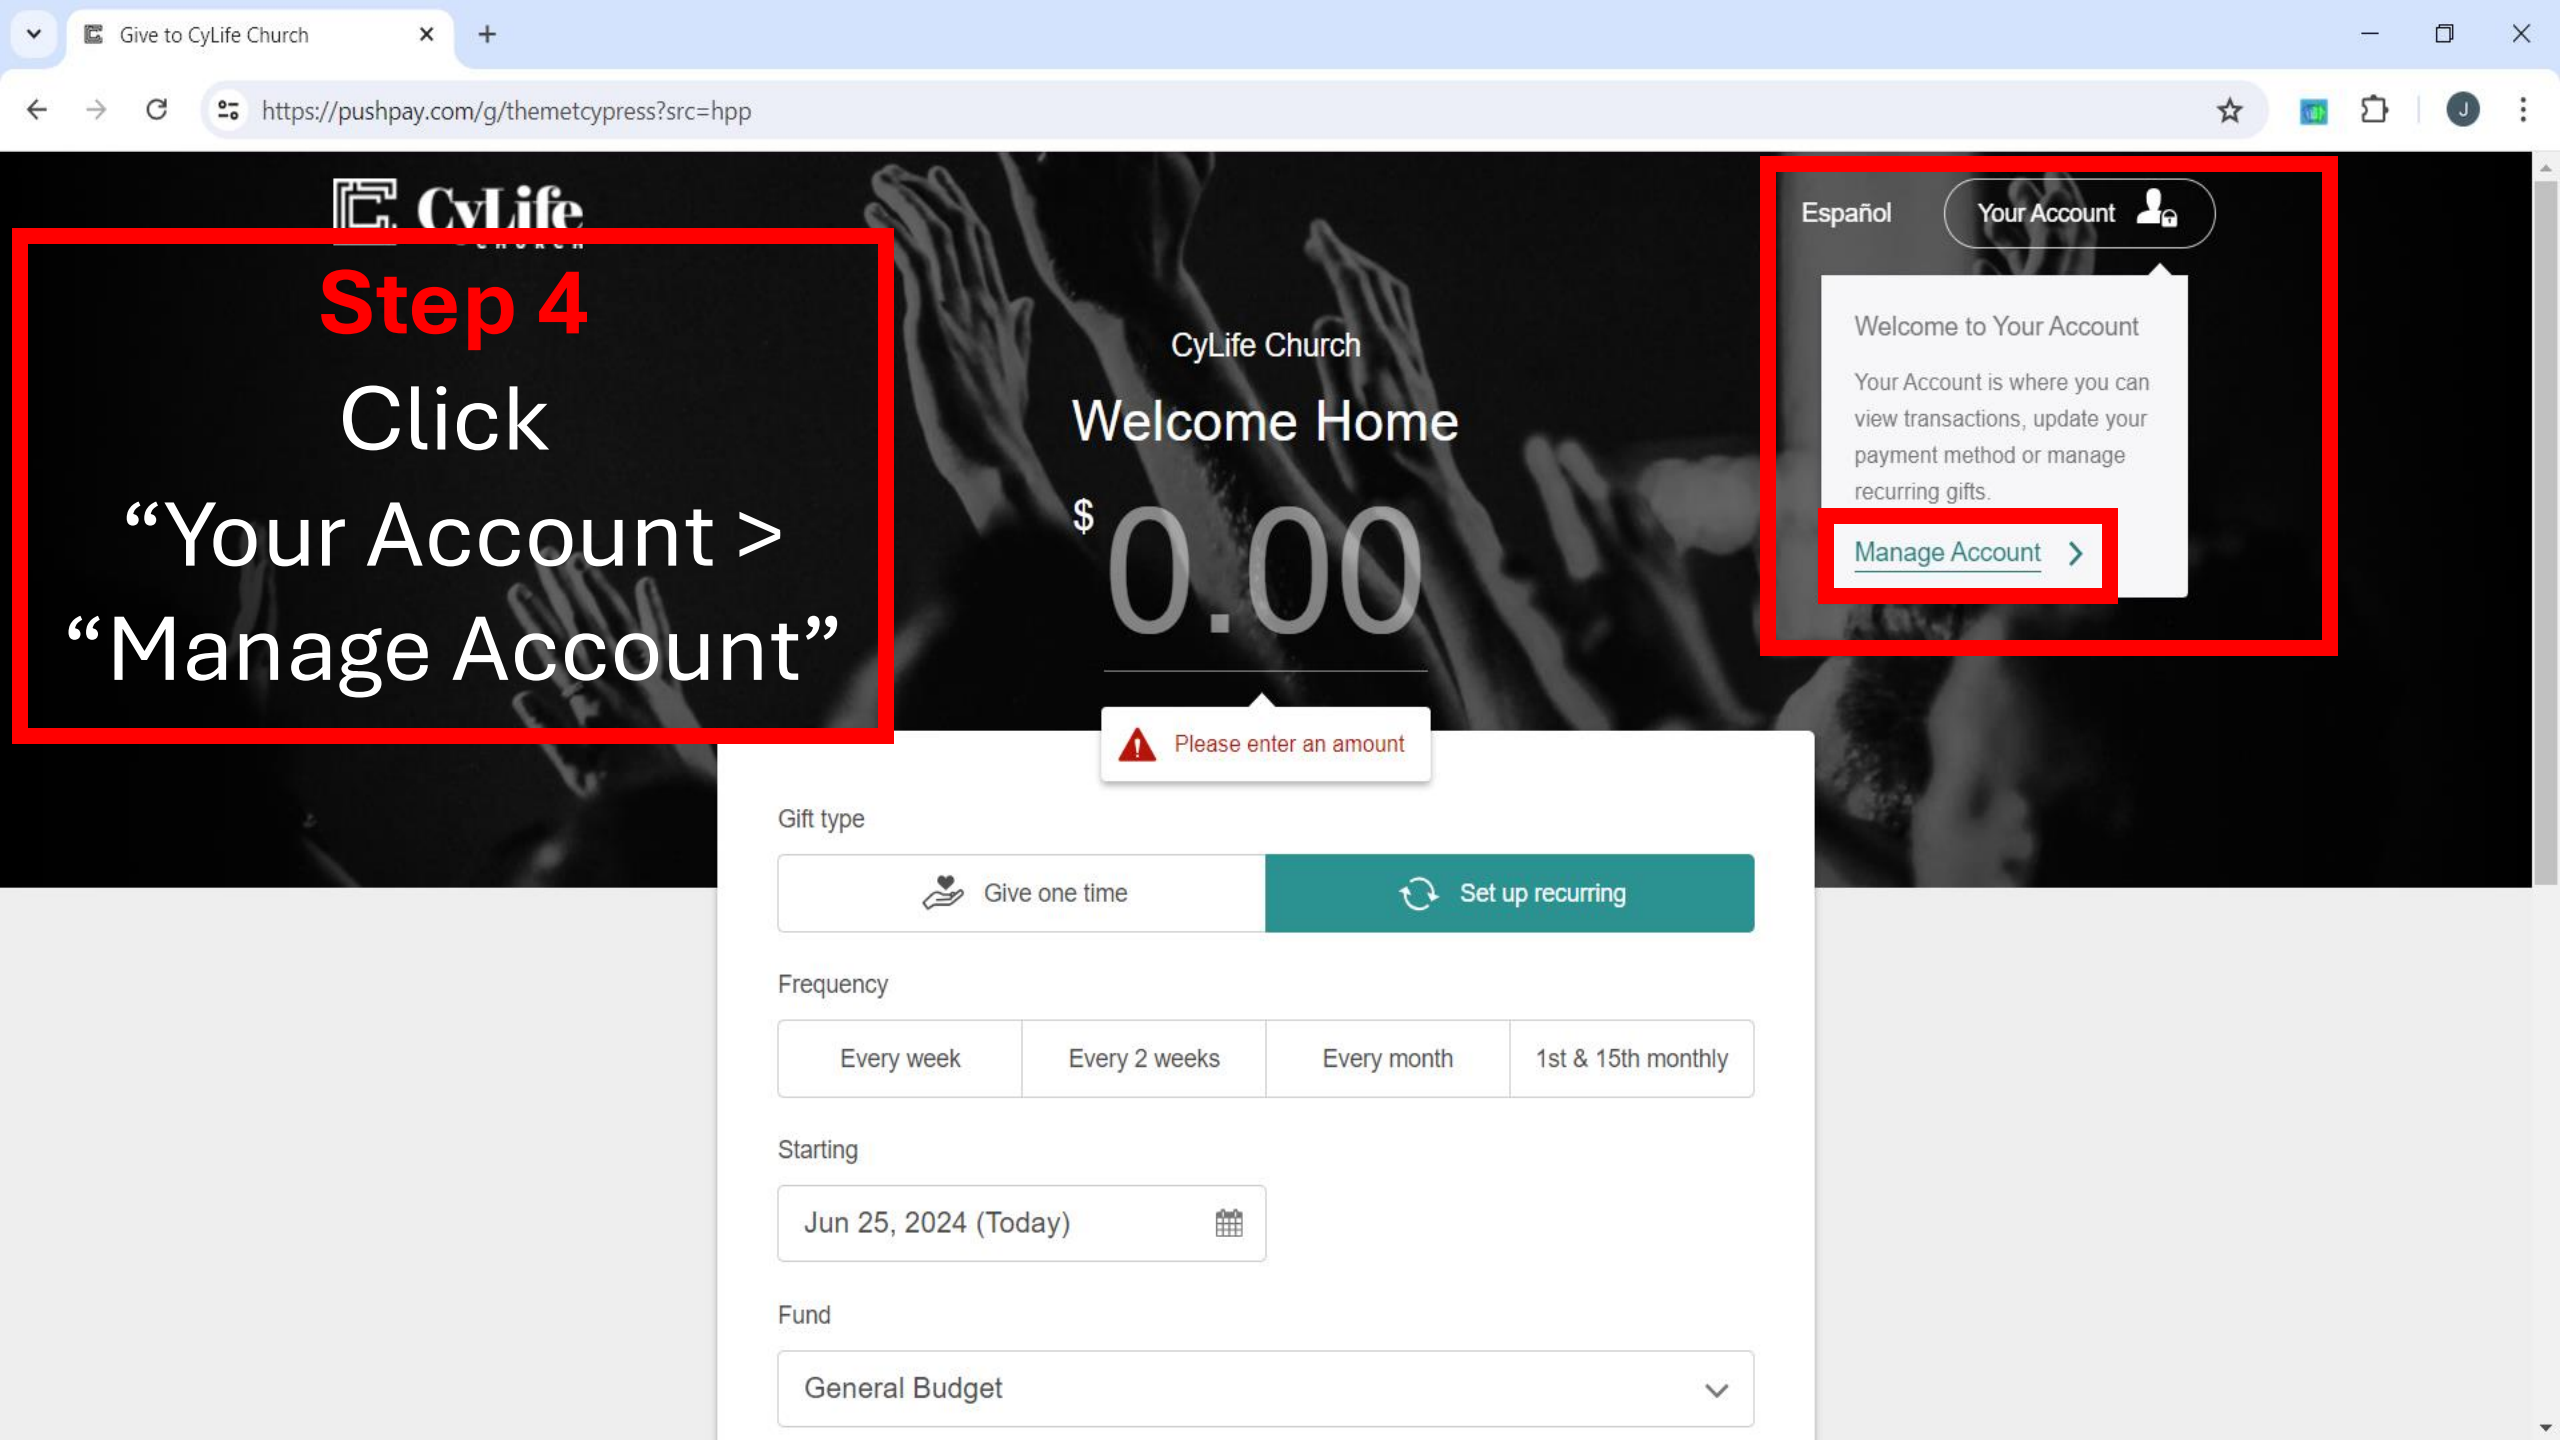 Give to CyLife Church
https://pushpay.com/g/themetcypress?src=hpp
J
CyLife
CHURCH
Español
Your Account
Step 4
Click
“Your Account >
“Manage Account”
CyLife Church
Welcome Home
$ 0.00
Please enter an amount
Welcome to Your Account
Your Account is where you can
view transactions, update your
payment method or manage
recurring gifts.
Manage Account
Gift type
Give one time
Set up recurring
Frequency
Every week
Every 2 weeks
Every month
1st & 15th monthly
Starting
Jun 25, 2024 (Today)
Fund
General Budget